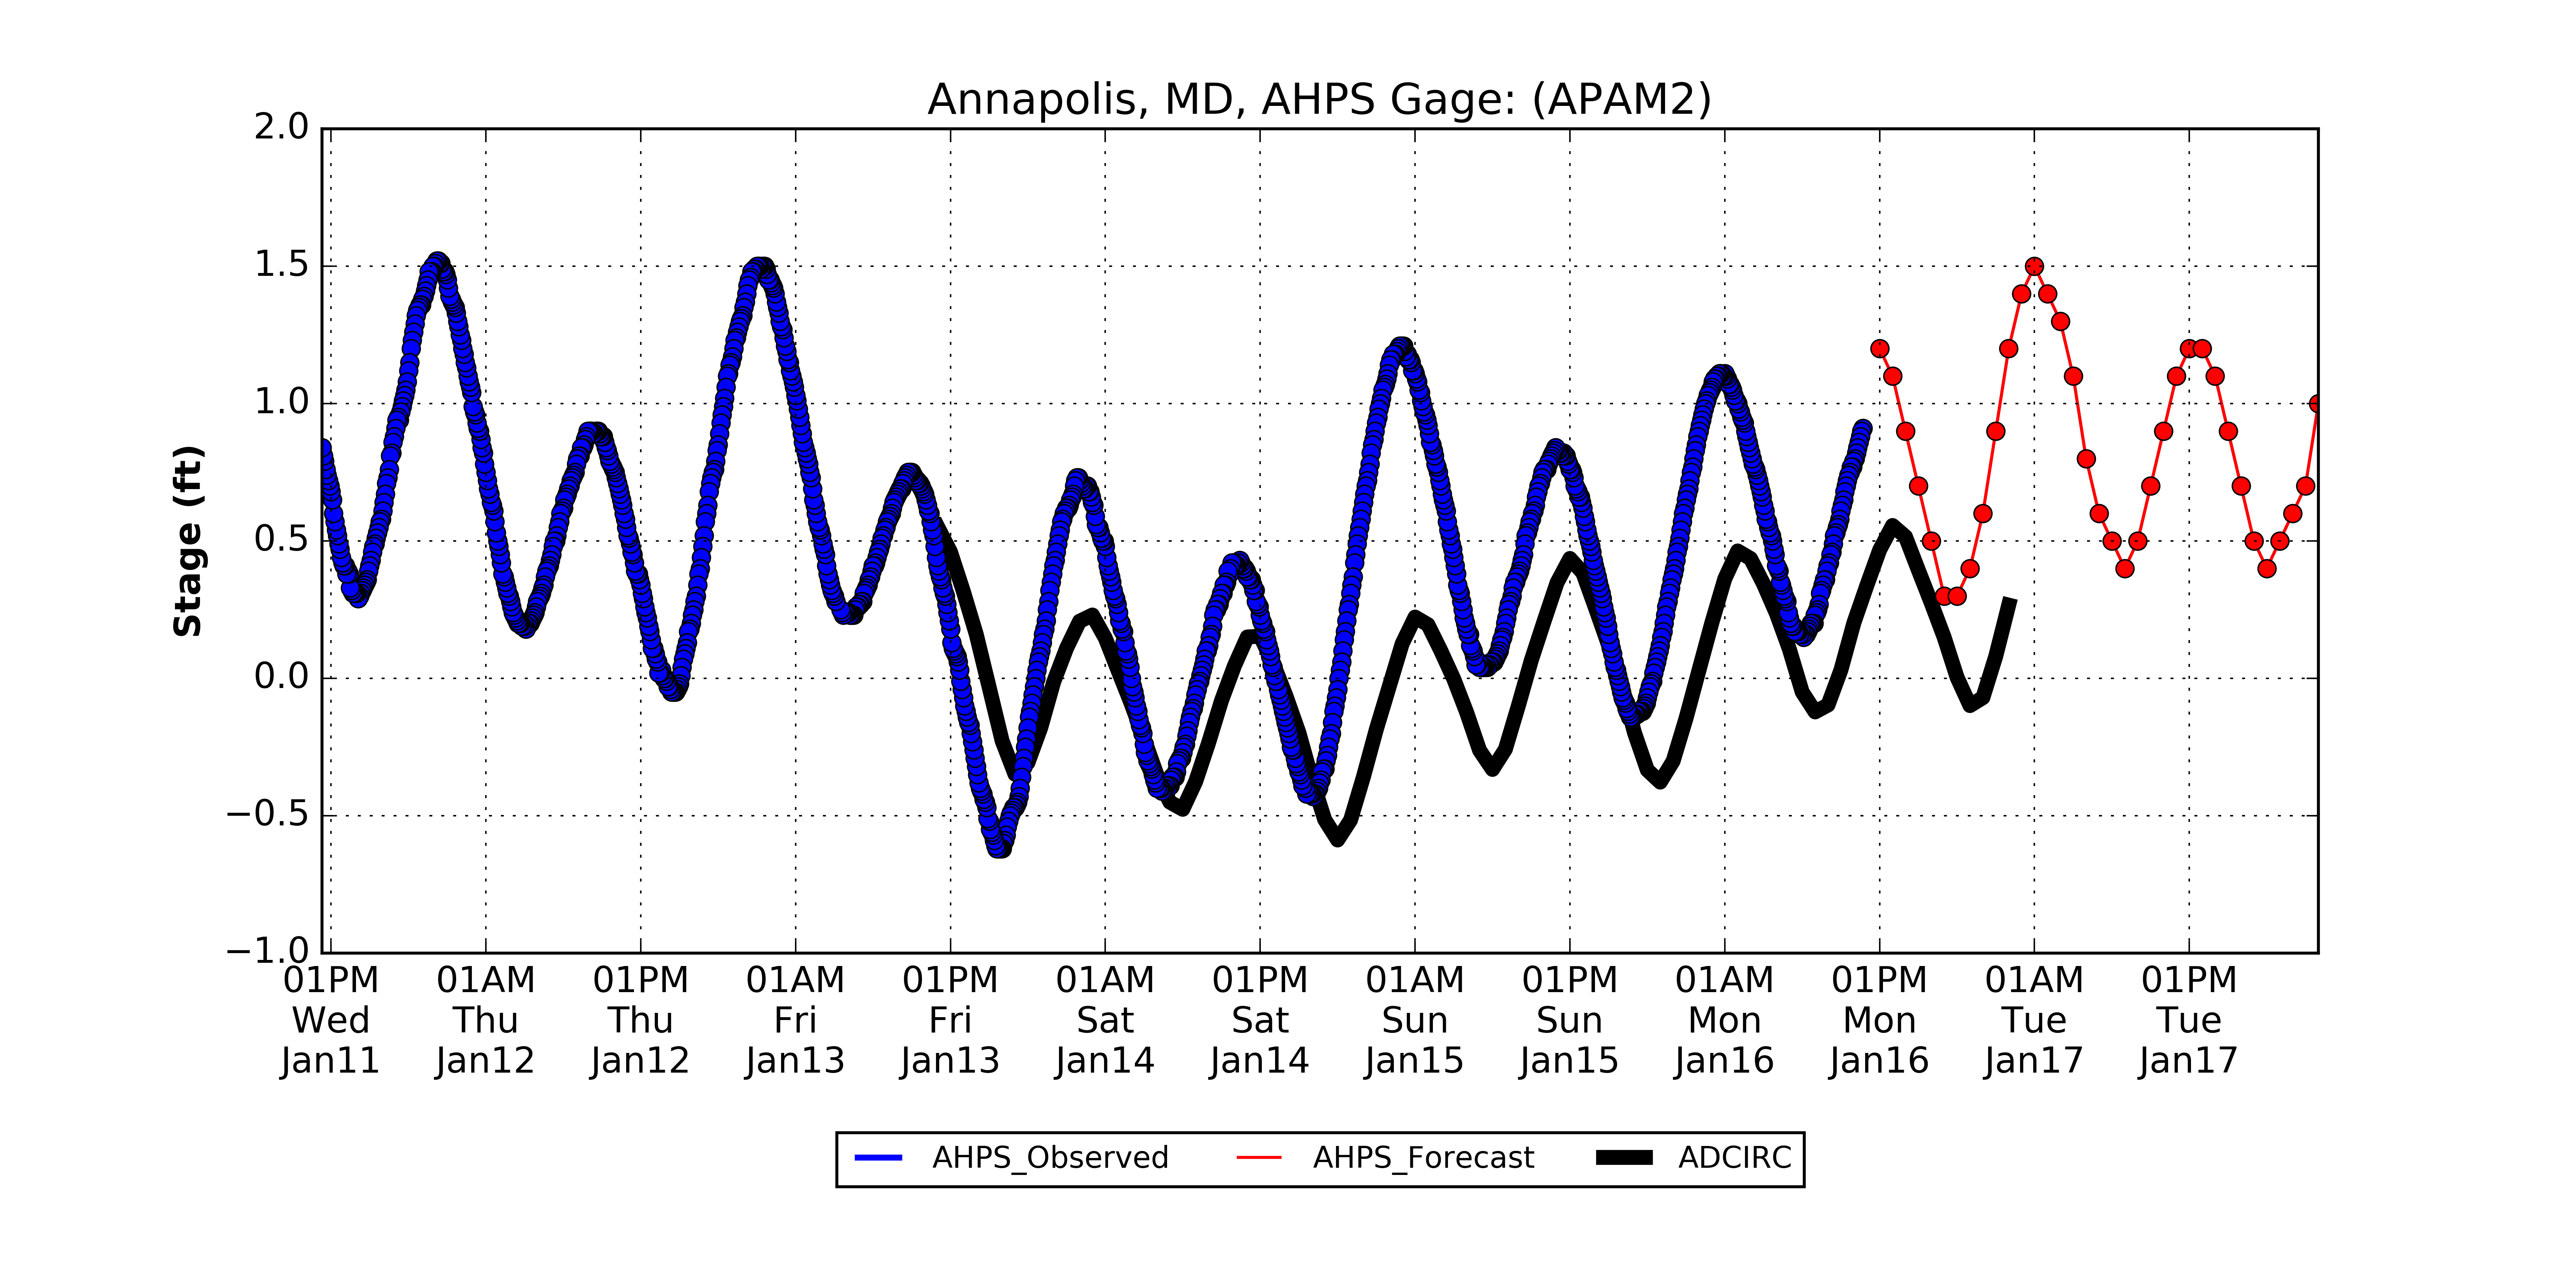 Annapolis, MD, AHPS Gage: (APAM2)
2.0
1.5
1.0
0.5
0.0
−0.5
−1.0
Stage (ft)
01PM 01AM 01PM 01AM 01PM 01AM 01PM 01AM 01PM 01AM 01PM 01AM 01PM
Wed Thu Thu Fri Fri Sat Sat Sun Sun Mon Mon Tue Tue
Jan11 Jan12 Jan12 Jan13 Jan13 Jan14 Jan14 Jan15 Jan15 Jan16 Jan16 Jan17 Jan17
AHPS_Observed AHPS_Forecast ADCIRC